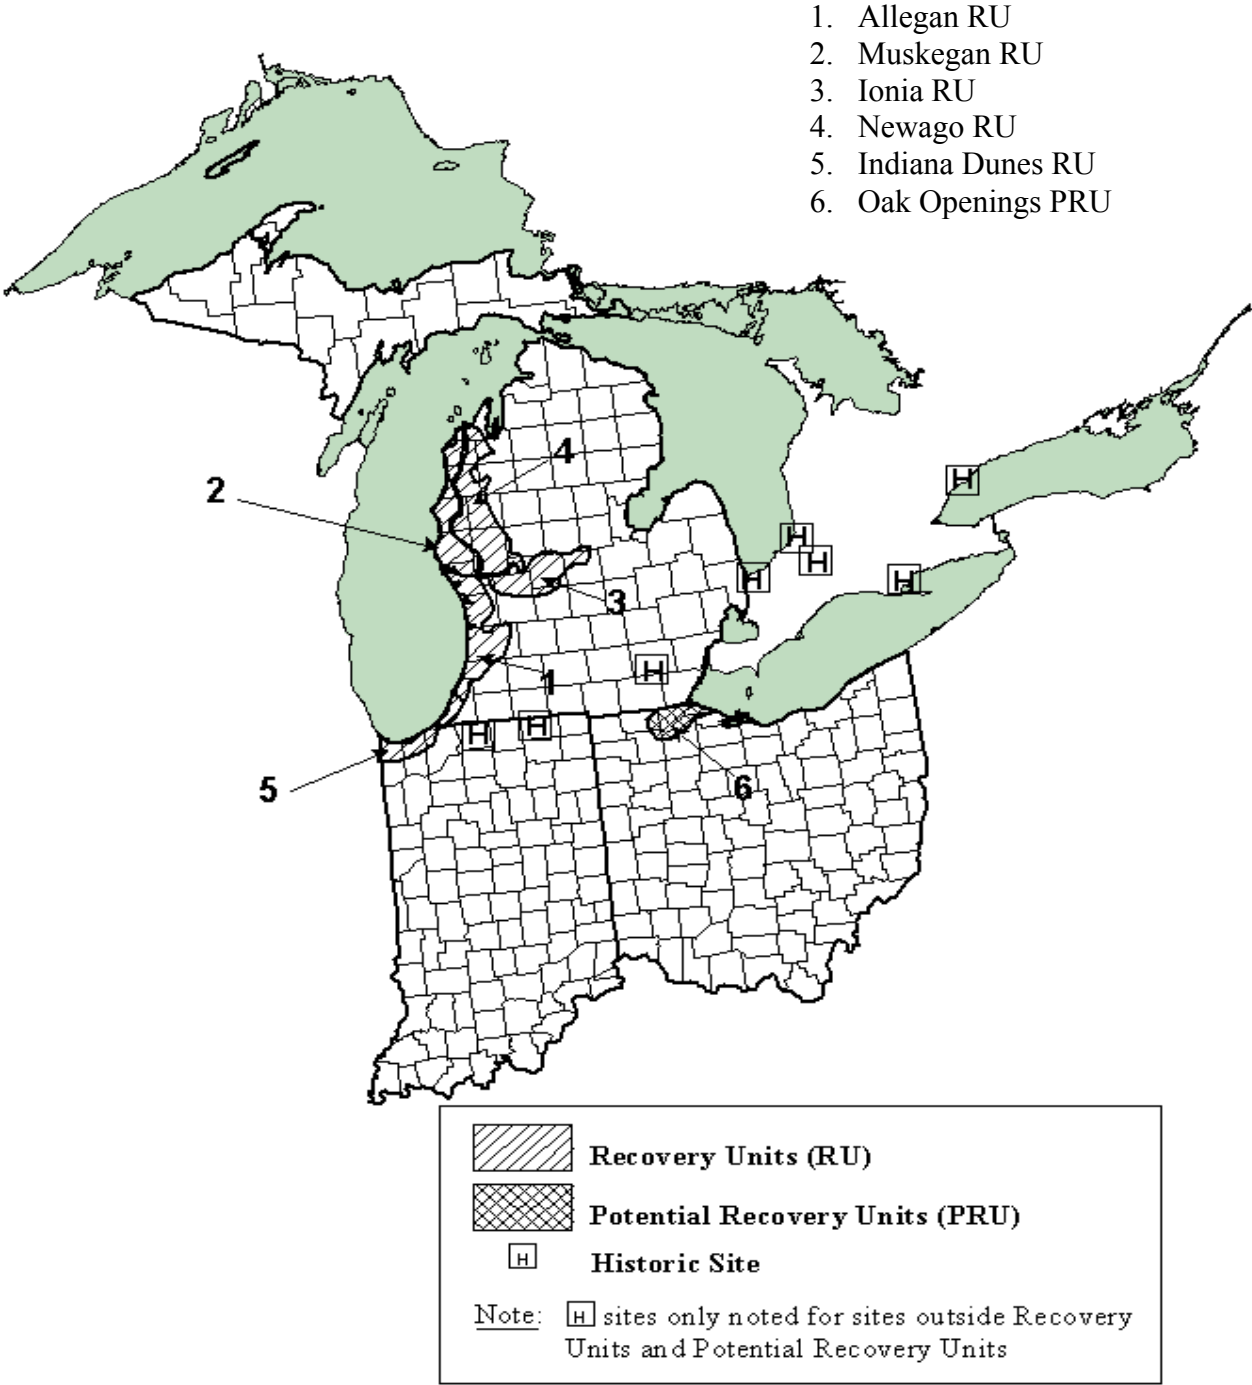 1. Allegan RU
2. Muskegan RU
3. Ionia RU
4. Newago RU
5. Indiana Dunes RU
6. Oak Openings PRU
4
2
H
H
H
H
H
3
H
1
H
H
5
6
Recovery Units (RU)
Potential Recovery Units (PRU)
H Historic Site
Note: H sites only noted for sites outside Recovery
Units and Potential Recovery Units